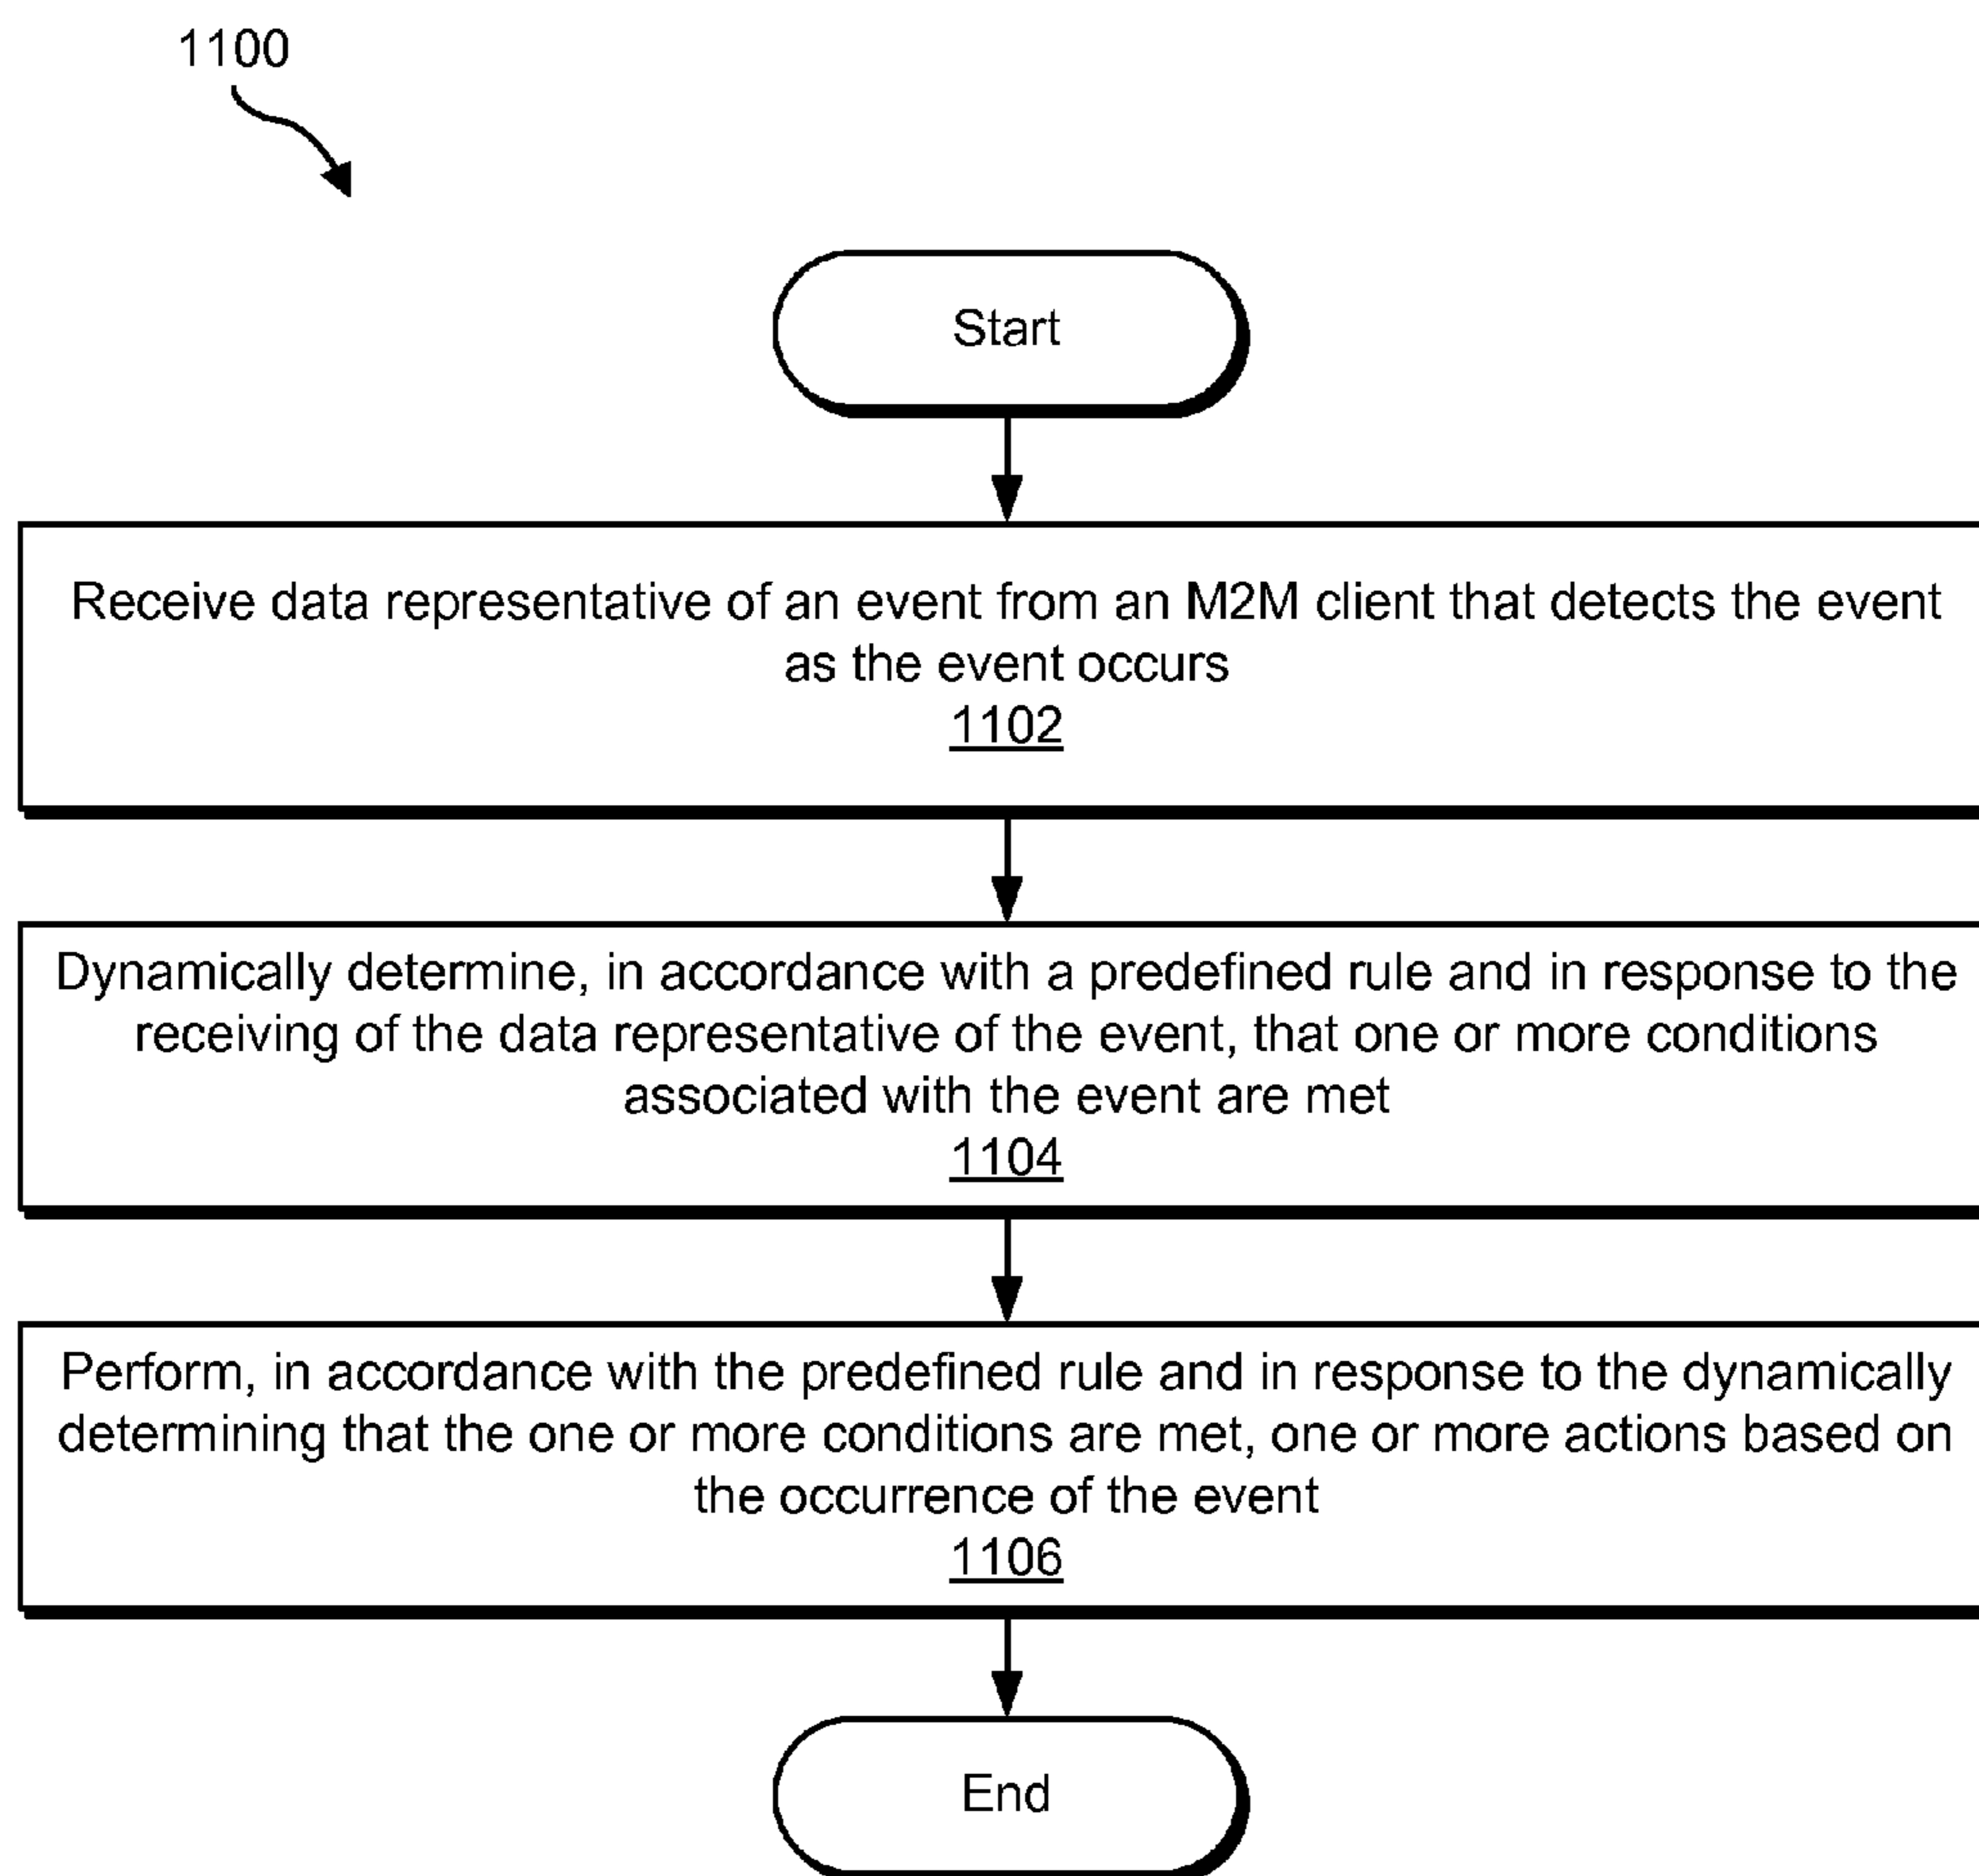 1100
Start
Receive data representative of an event from an M2M client that detects the event
as the event occurs
1102
Dynamically determine, in accordance with a predefined rule and in response to the
receiving of the data representative of the event, that one or more conditions
associated with the event are met
1104
Perform, in accordance with the predefined rule and in response to the dynamically
determining that the one or more conditions are met, one or more actions based on
the occurrence of the event
1106
End